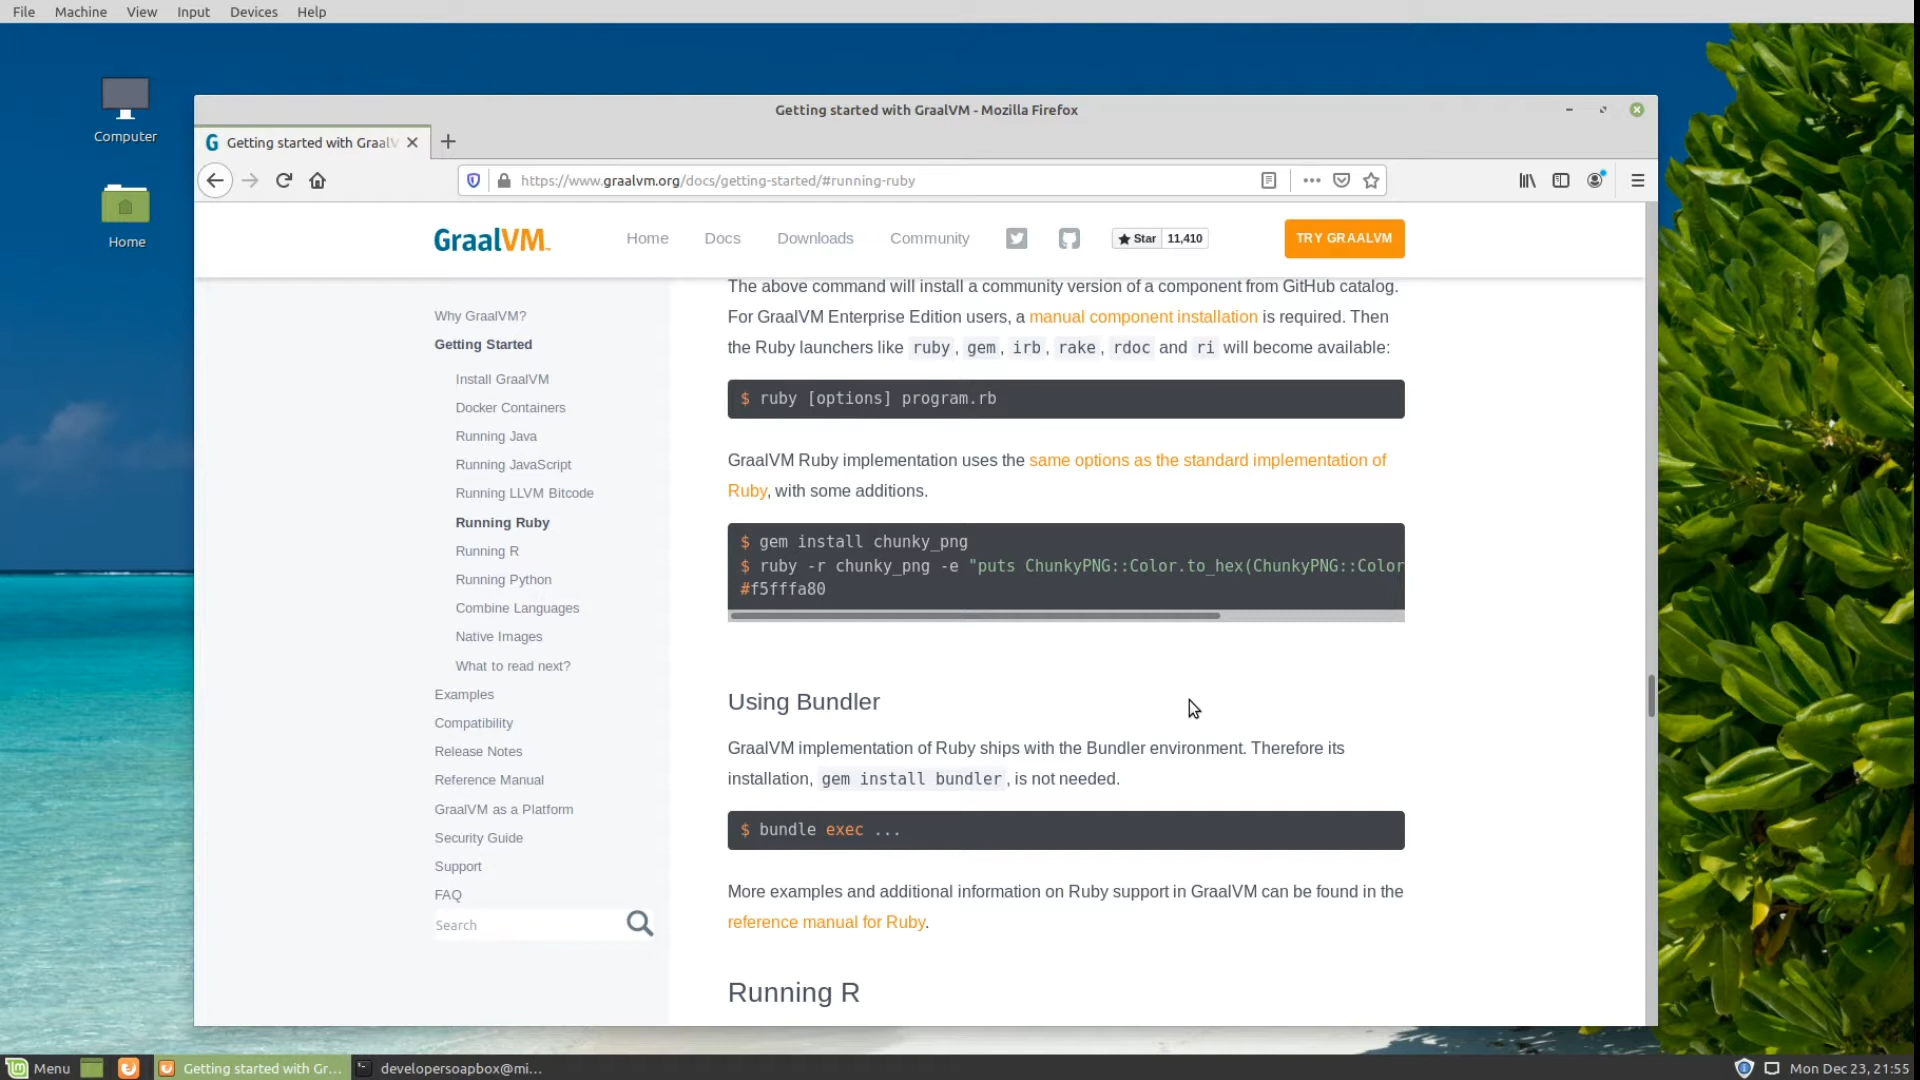 File Machine View Input Devices Help
Computer
Home
Getting started with GraalVM - Mozilla Firefox
G Getting started with GraalV
https://www.graalvm.org/docs/getting-started/#running-ruby
GraalVM™ Home Docs Downloads Community Star 11,410 TRY GRAALVM
Why GraalVM?
Getting Started
Install GraalVM
Docker Containers
Running Java
Running JavaScript
Running LLVM Bitcode
Running Ruby
Running R
Running Python
Combine Languages
Native Images
What to read next?
Examples
Compatibility
Release Notes
Reference Manual
GraalVM as a Platform
Security Guide
Support
FAQ
Search
The above command will install a community version of a component from GitHub catalog.
For GraalVM Enterprise Edition users, a manual component installation is required. Then
the Ruby launchers like ruby, gem, irb, rake, rdoc and ri will become available:
$ ruby [options] program.rb
GraalVM Ruby implementation uses the same options as the standard implementation of
Ruby, with some additions.
$ gem install chunky_png
$ ruby -r chunky_png -e "puts ChunkyPNG::Color.to_hex(ChunkyPNG::Color
#f5fffa80
Using Bundler
GraalVM implementation of Ruby ships with the Bundler environment. Therefore its
installation, gem install bundler, is not needed.
$ bundle exec ...
More examples and additional information on Ruby support in GraalVM can be found in the
reference manual for Ruby.
Running R
Menu Getting started with Gr... developersoapbox@mi... Mon Dec 23, 21:55